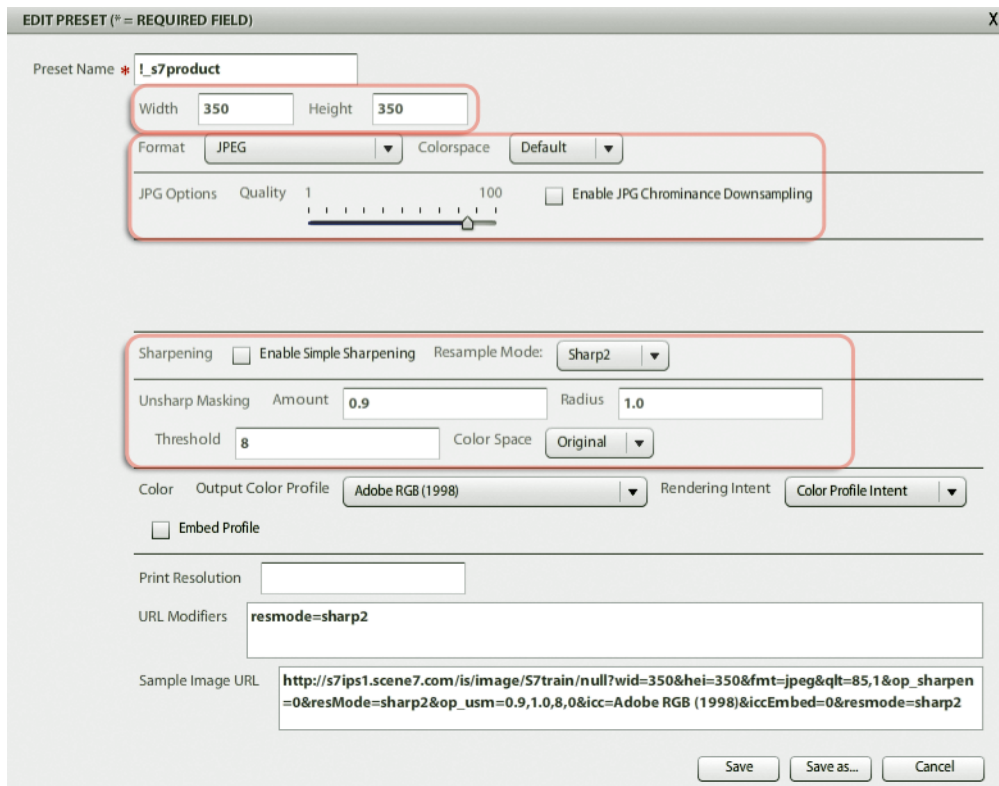 EDIT PRESET (* = REQUIRED FIELD) X
Preset Name * !_s7product
Width 350 Height 350
Format JPEG Colorspace Default
JPG Options Quality 1 100 Enable JPG Chrominance Downsampling
Sharpening Enable Simple Sharpening Resample Mode: Sharp2
Unsharp Masking Amount 0.9 Radius 1.0
Threshold 8 Color Space Original
Color Output Color Profile Adobe RGB (1998) Rendering Intent Color Profile Intent
Embed Profile
Print Resolution
URL Modifiers resmode=sharp2
Sample Image URL http://s7ips1.scene7.com/is/image/S7train/null?wid=350&hei=350&fmt=jpeg&qlt=85,1&op_sharpen
=0&resMode=sharp2&op_usm=0.9,1.0,8,0&icc=Adobe RGB (1998)&iccEmbed=0&resmode=sharp2
Save Save as... Cancel